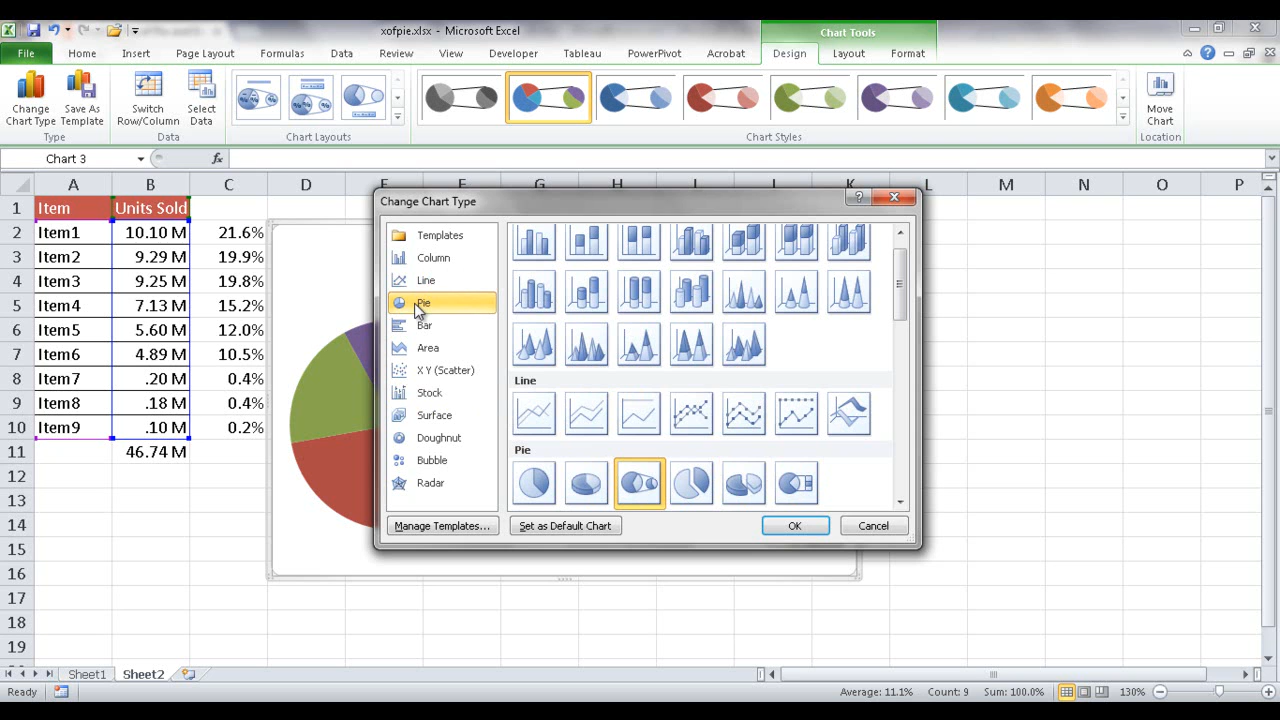 xofpie.xlsx - Microsoft Excel
Chart Tools
File Home Insert Page Layout Formulas Data Review View Developer Tableau PowerPivot Acrobat Design Layout Format
Change Chart Type
Save As Template
Type
Switch Row/Column
Select Data
Data
Chart Layouts
Chart Styles
Move Chart
Location
Chart 3
fx
A B C D E F G H I J K L M N O P
1 Item Units Sold
2 Item1 10.10 M 21.6%
3 Item2 9.29 M 19.9%
4 Item3 9.25 M 19.8%
5 Item4 7.13 M 15.2%
6 Item5 5.60 M 12.0%
7 Item6 4.89 M 10.5%
8 Item7 .20 M 0.4%
9 Item8 .18 M 0.4%
10 Item9 .10 M 0.2%
11 46.74 M
12
13
14
15
16
17
18
19
Change Chart Type
Templates
Column
Line
Pie
Bar
Area
X Y (Scatter)
Stock
Surface
Doughnut
Bubble
Radar
Line
Pie
Manage Templates... Set as Default Chart OK Cancel
Sheet1 Sheet2
Ready Average: 11.1% Count: 9 Sum: 100.0% 130%